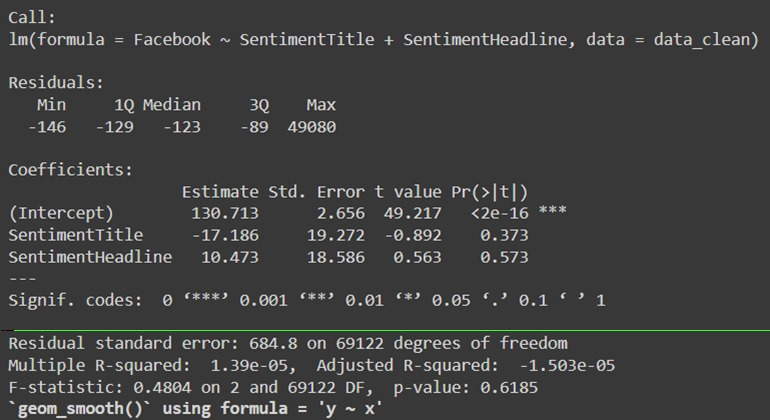 Call:
lm(formula = Facebook ~ SentimentTitle + SentimentHeadline, data = data_clean)
Residuals:
Min 1Q Median 3Q Max
-146 -129 -123 -89 49080
Coefficients:
Estimate Std. Error t value Pr(>|t|)
(Intercept) 130.713 2.656 49.217 <2e-16 ***
SentimentTitle -17.186 19.272 -0.892 0.373
SentimentHeadline 10.473 18.586 0.563 0.573
---
Signif. codes: 0 ‘***’ 0.001 ‘**’ 0.01 ‘*’ 0.05 ‘.’ 0.1 ‘ ’ 1
Residual standard error: 684.8 on 69122 degrees of freedom
Multiple R-squared: 1.39e-05, Adjusted R-squared: -1.503e-05
F-statistic: 0.4804 on 2 and 69122 DF, p-value: 0.6185
`geom_smooth()` using formula = 'y ~ x'